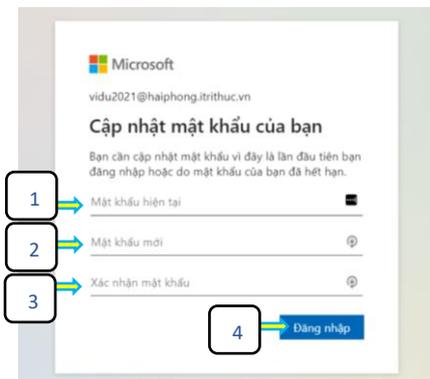 Microsoft
vidu2021@haiphong.itrithuc.vn
Cập nhật mật khẩu của bạn
Bạn cần cập nhật mật khẩu vì đây là lần đầu tiên bạn
đăng nhập hoặc do mật khẩu của bạn đã hết hạn.
1 Mật khẩu hiện tại
2 Mật khẩu mới
3 Xác nhận mật khẩu
4 Đăng nhập